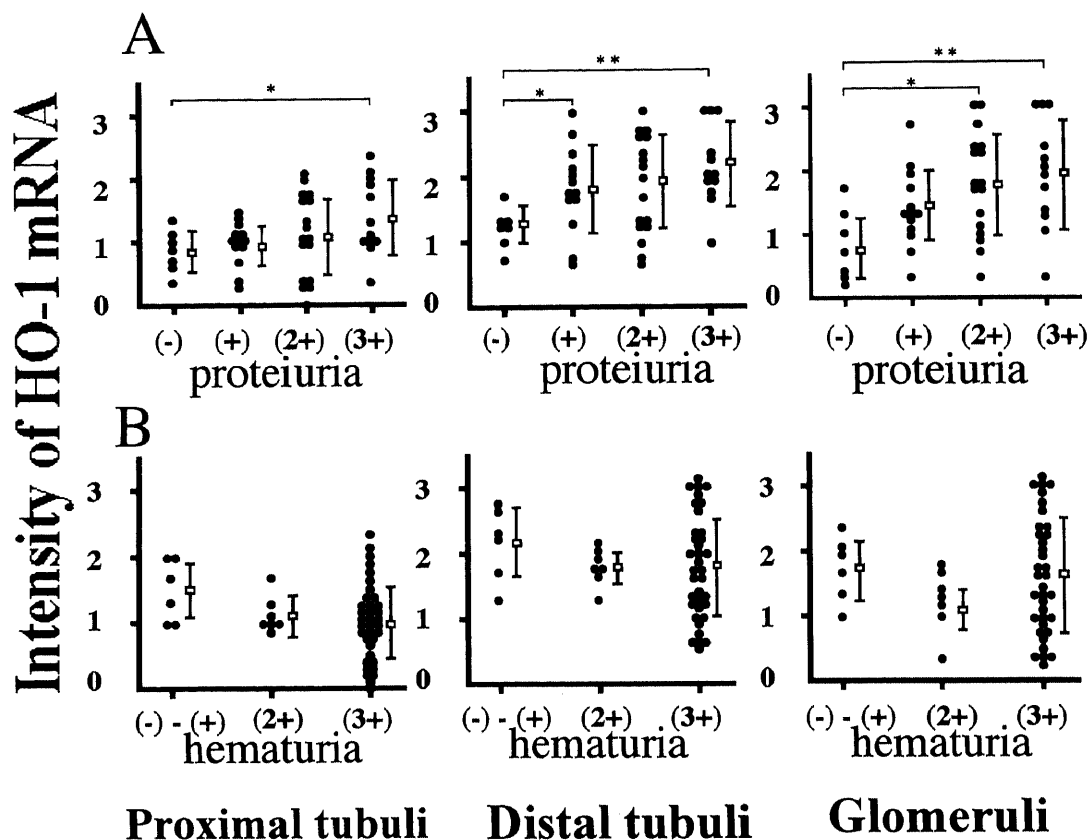 A
Intensity of HO-1 mRNA
*
3
2
1
0
(-) (+) (2+) (3+)
proteiuria
* *
*
3
2
1
0
(-) (+) (2+) (3+)
proteiuria
* *
*
3
2
1
0
(-) (+) (2+) (3+)
proteiuria
B
3
2
1
0
(-) - (+) (2+) (3+)
hematuria
3
2
1
0
(-) - (+) (2+) (3+)
hematuria
3
2
1
0
(-) - (+) (2+) (3+)
hematuria
Proximal tubuli
Distal tubuli
Glomeruli